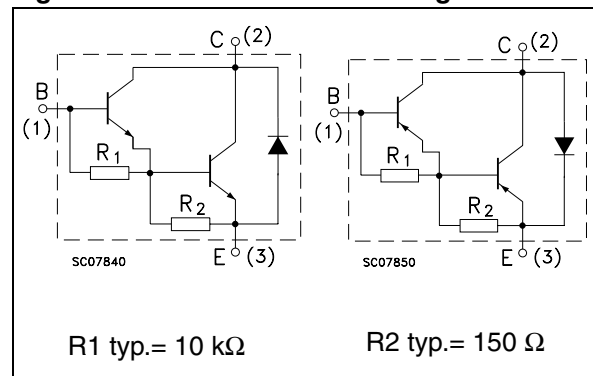 C (2)
B
(1)
R1
R2
E (3)
SC07840
C (2)
B
(1)
R1
R2
E (3)
SC07850
R1 typ.= 10 kΩ
R2 typ.= 150 Ω